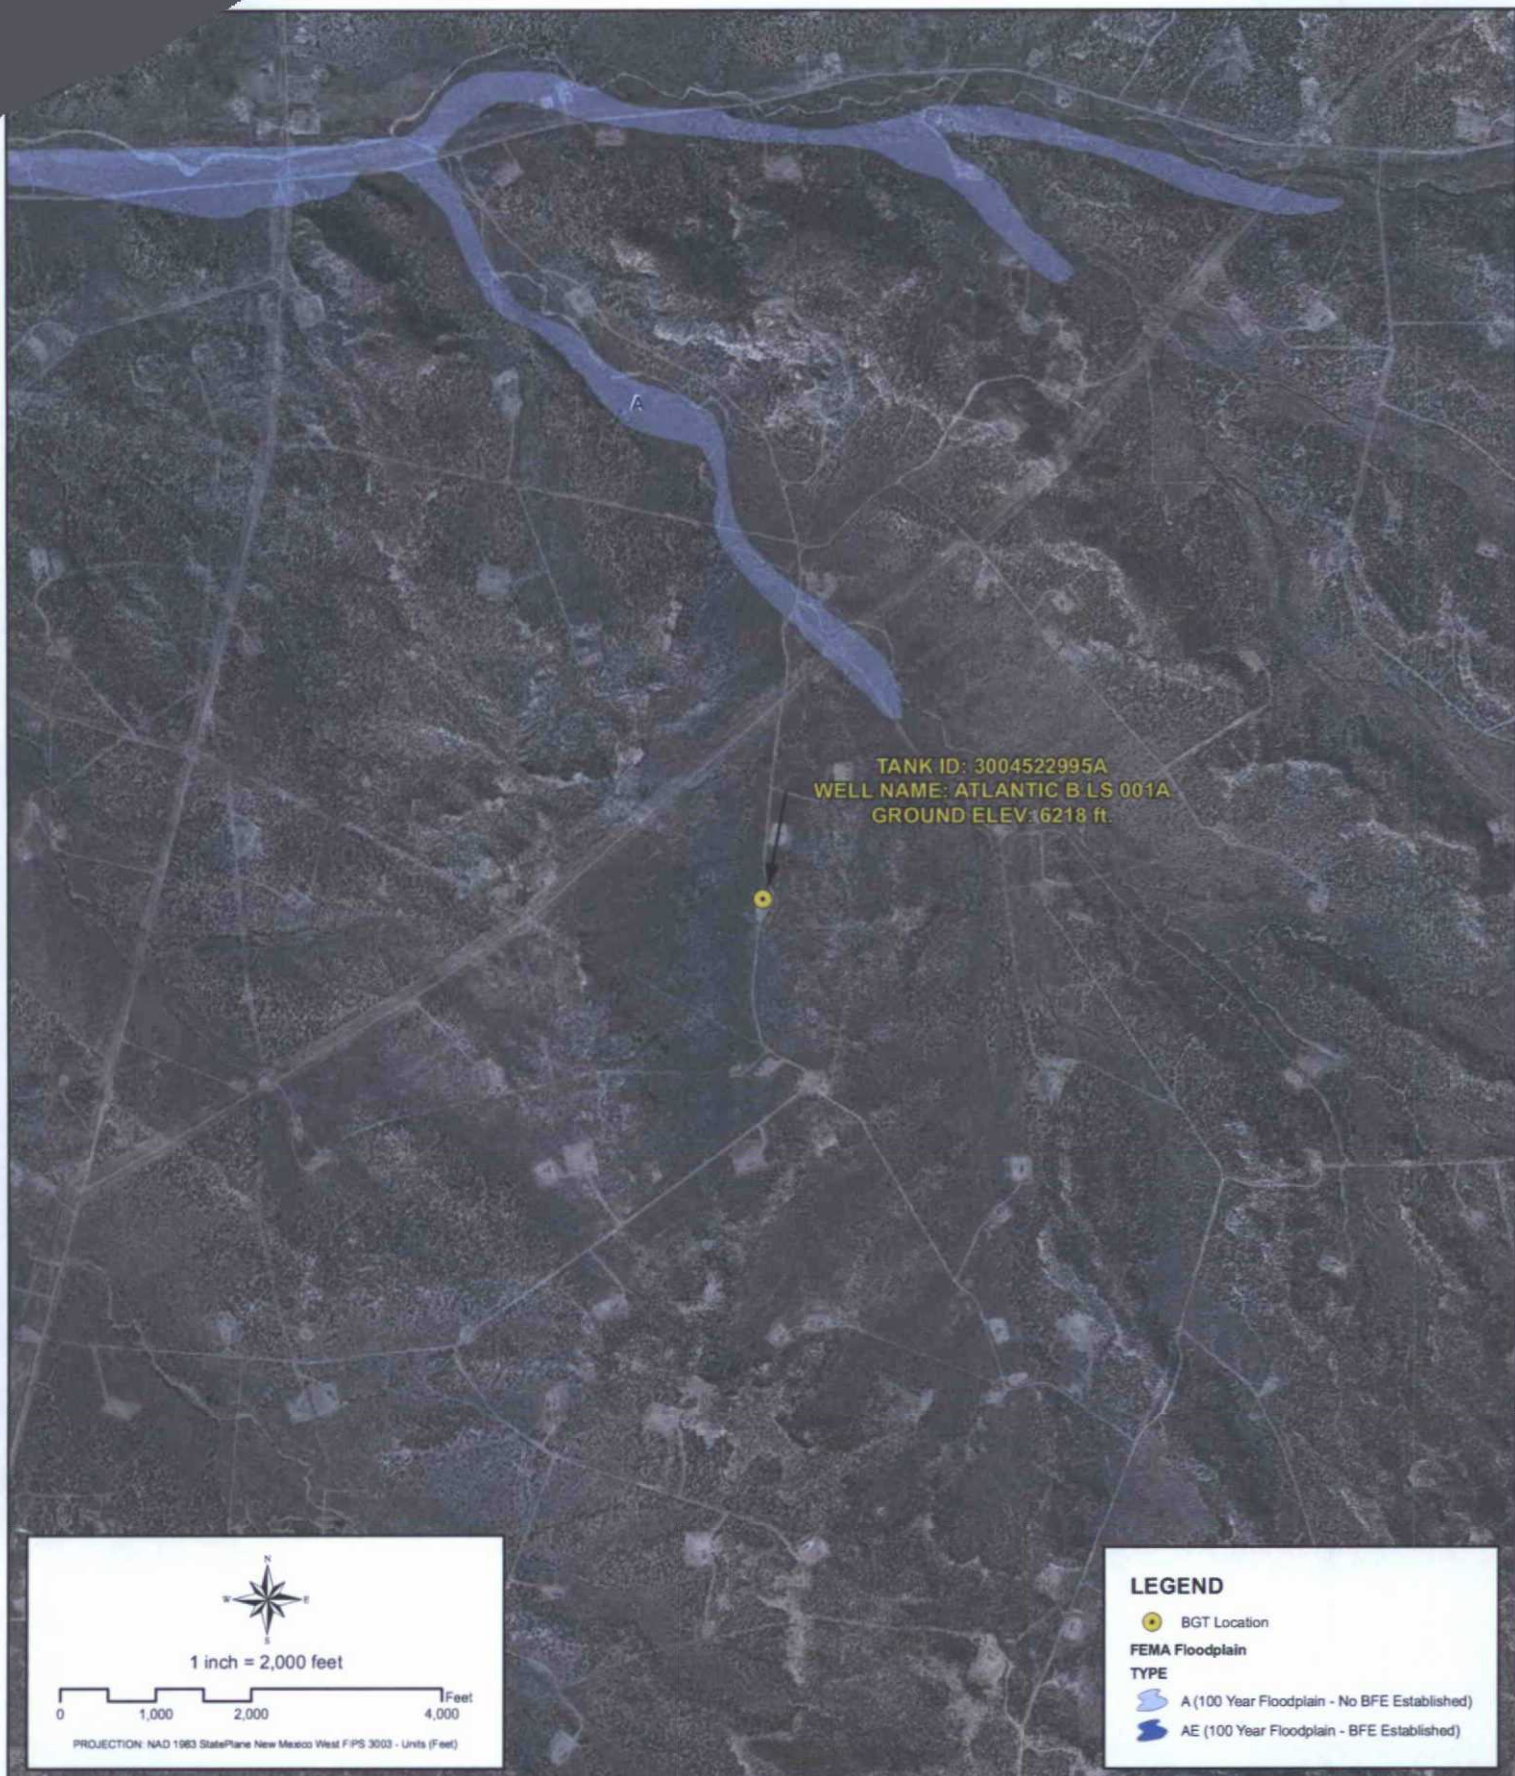 A
TANK ID: 3004522995A
WELL NAME: ATLANTIC B LS 001A
GROUND ELEV: 6218 ft.
N
W E
S
1 inch = 2,000 feet
Feet
0 1,000 2,000 4,000
PROJECTION: NAD 1983 StatePlane New Mexico West FIPS 3003 - Units (Feet)
LEGEND
BGT Location
FEMA Floodplain
TYPE
A (100 Year Floodplain - No BFE Established)
AE (100 Year Floodplain - BFE Established)